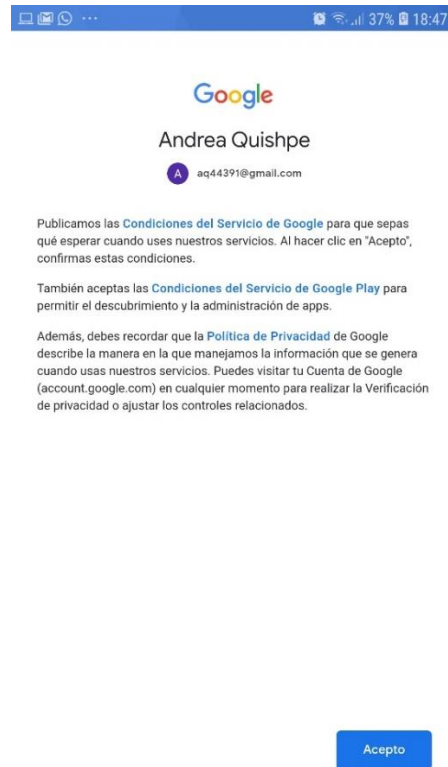 37% 18:47
Google
Andrea Quishpe
A aq44391@gmail.com
Publicamos las Condiciones del Servicio de Google para que sepas
qué esperar cuando uses nuestros servicios. Al hacer clic en "Acepto",
confirmas estas condiciones.
También aceptas las Condiciones del Servicio de Google Play para
permitir el descubrimiento y la administración de apps.
Además, debes recordar que la Política de Privacidad de Google
describe la manera en la que manejamos la información que se genera
cuando usas nuestros servicios. Puedes visitar tu Cuenta de Google
(account.google.com) en cualquier momento para realizar la Verificación
de privacidad o ajustar los controles relacionados.
Acepto